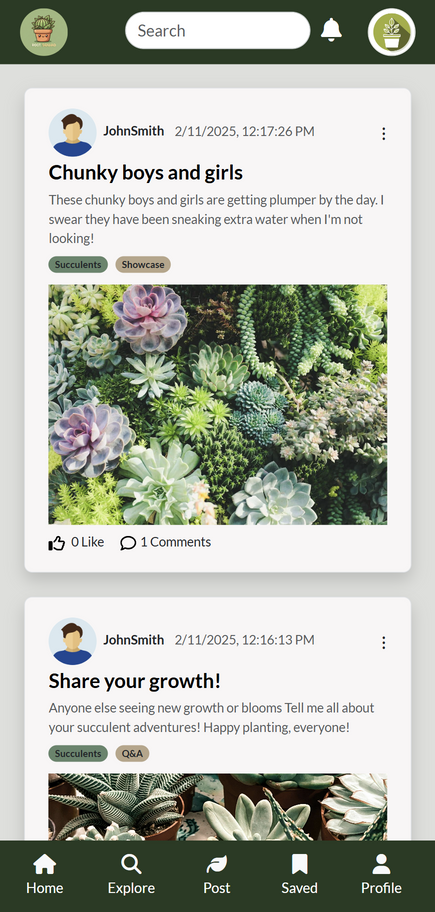 Search
JohnSmith 2/11/2025, 12:17:26 PM
Chunky boys and girls
These chunky boys and girls are getting plumper by the day. I
swear they have been sneaking extra water when I'm not
looking!
Succulents Showcase
0 Like 1 Comments
JohnSmith 2/11/2025, 12:16:13 PM
Share your growth!
Anyone else seeing new growth or blooms Tell me all about
your succulent adventures! Happy planting, everyone!
Succulents Q&A
Home Explore Post Saved Profile